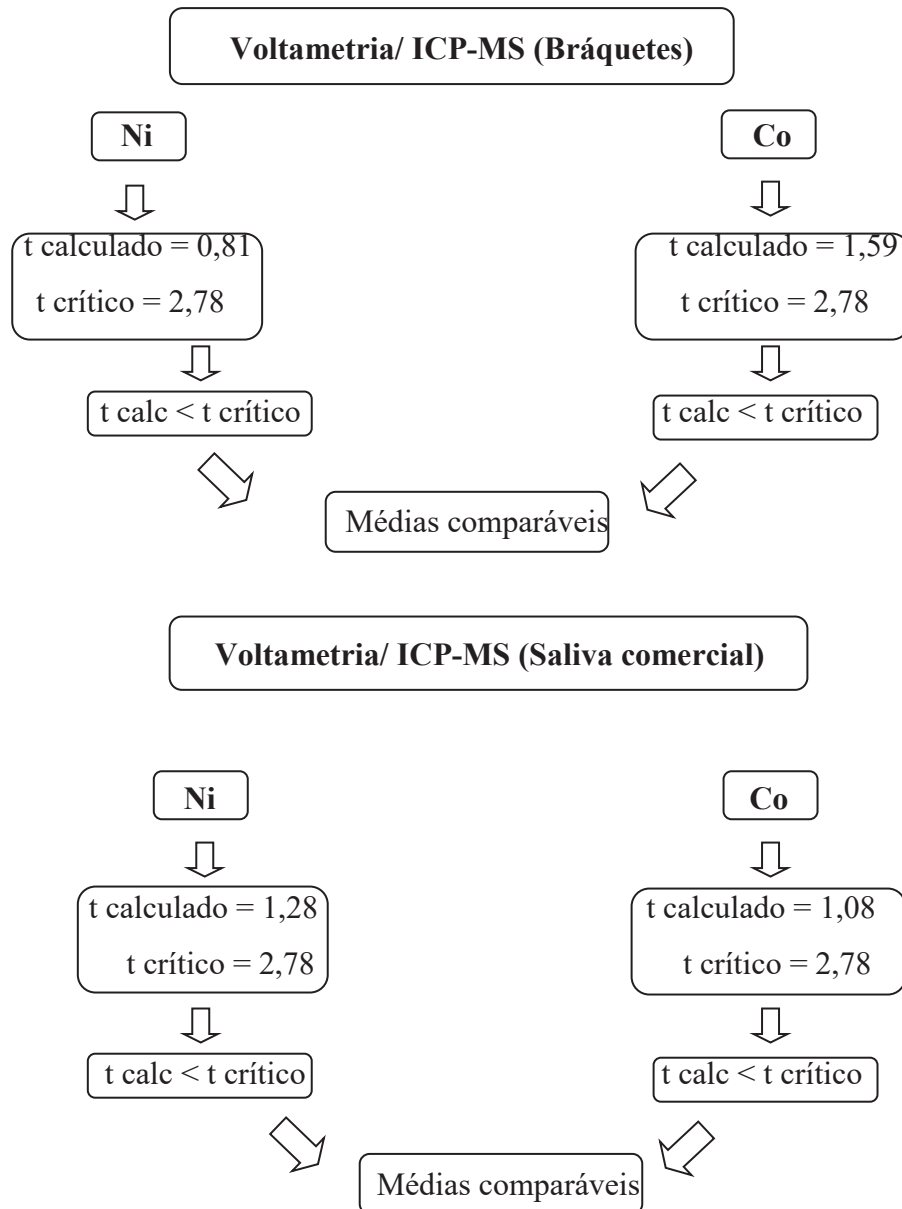 Voltametria/ ICP-MS (Bráquetes)
Ni
Co
t calculado = 0,81
t crítico = 2,78
t calculado = 1,59
t crítico = 2,78
t calc < t crítico
t calc < t crítico
Médias comparáveis
Voltametria/ ICP-MS (Saliva comercial)
Ni
Co
t calculado = 1,28
t crítico = 2,78
t calculado = 1,08
t crítico = 2,78
t calc < t crítico
t calc < t crítico
Médias comparáveis